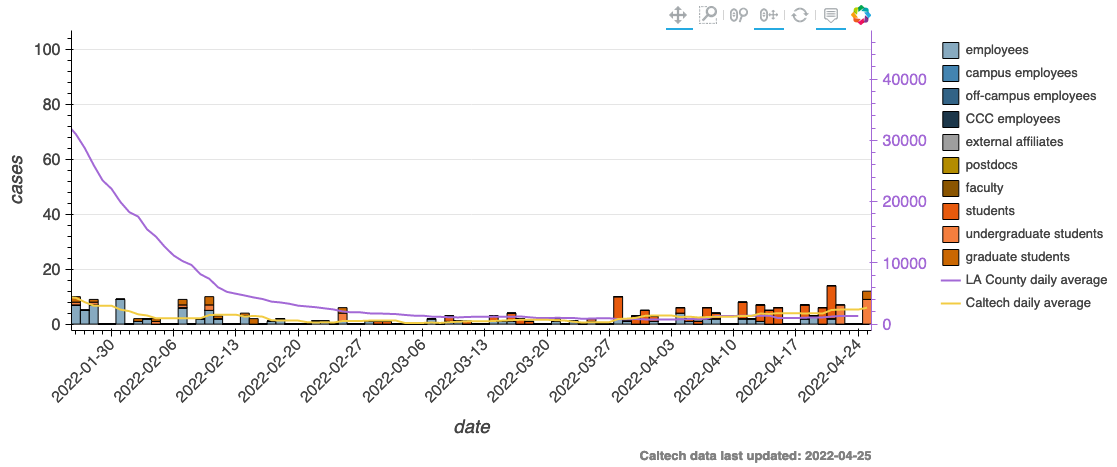 100
80
60
40
20
0
cases
40000
30000
20000
10000
0
2022-01-30
2022-02-06
2022-02-13
2022-02-20
2022-02-27
2022-03-06
2022-03-13
2022-03-20
2022-03-27
2022-04-03
2022-04-10
2022-04-17
2022-04-24
date
employees
campus employees
off-campus employees
CCC employees
external affiliates
postdocs
faculty
students
undergraduate students
graduate students
LA County daily average
Caltech daily average
Caltech data last updated: 2022-04-25